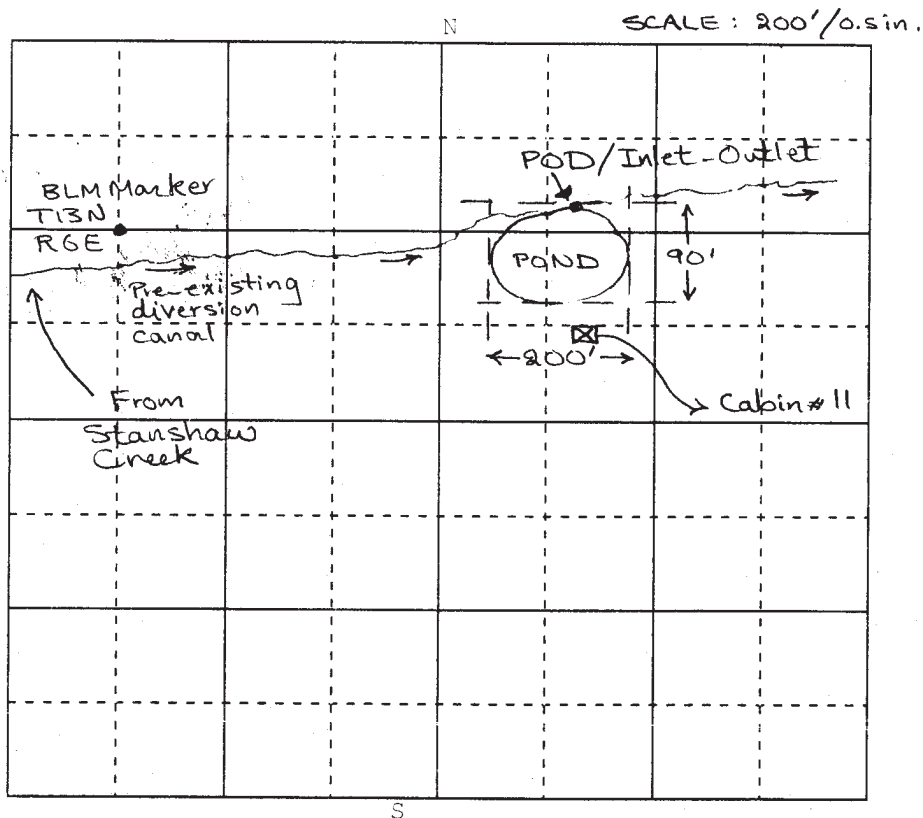 N
SCALE: 200'/0.5in.
POD/Inlet-Outlet
BLM Marker
T13N
R6E
POND
90'
Pre-existing
diversion
canal
200'
Cabin # 11
From
Stanshaw
Creek
S